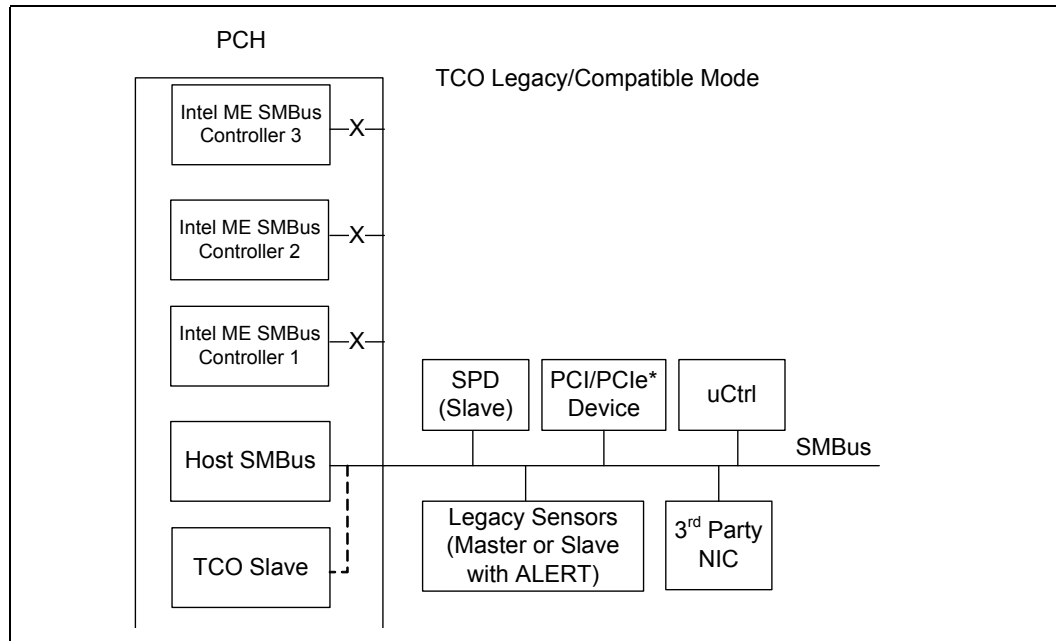 PCH
TCO Legacy/Compatible Mode
Intel ME SMBus
Controller 3
X
Intel ME SMBus
Controller 2
X
Intel ME SMBus
Controller 1
X
SPD
(Slave)
PCI/PCIe*
Device
uCtrl
Host SMBus
SMBus
Legacy Sensors
(Master or Slave
with ALERT)
3rd Party
NIC
TCO Slave